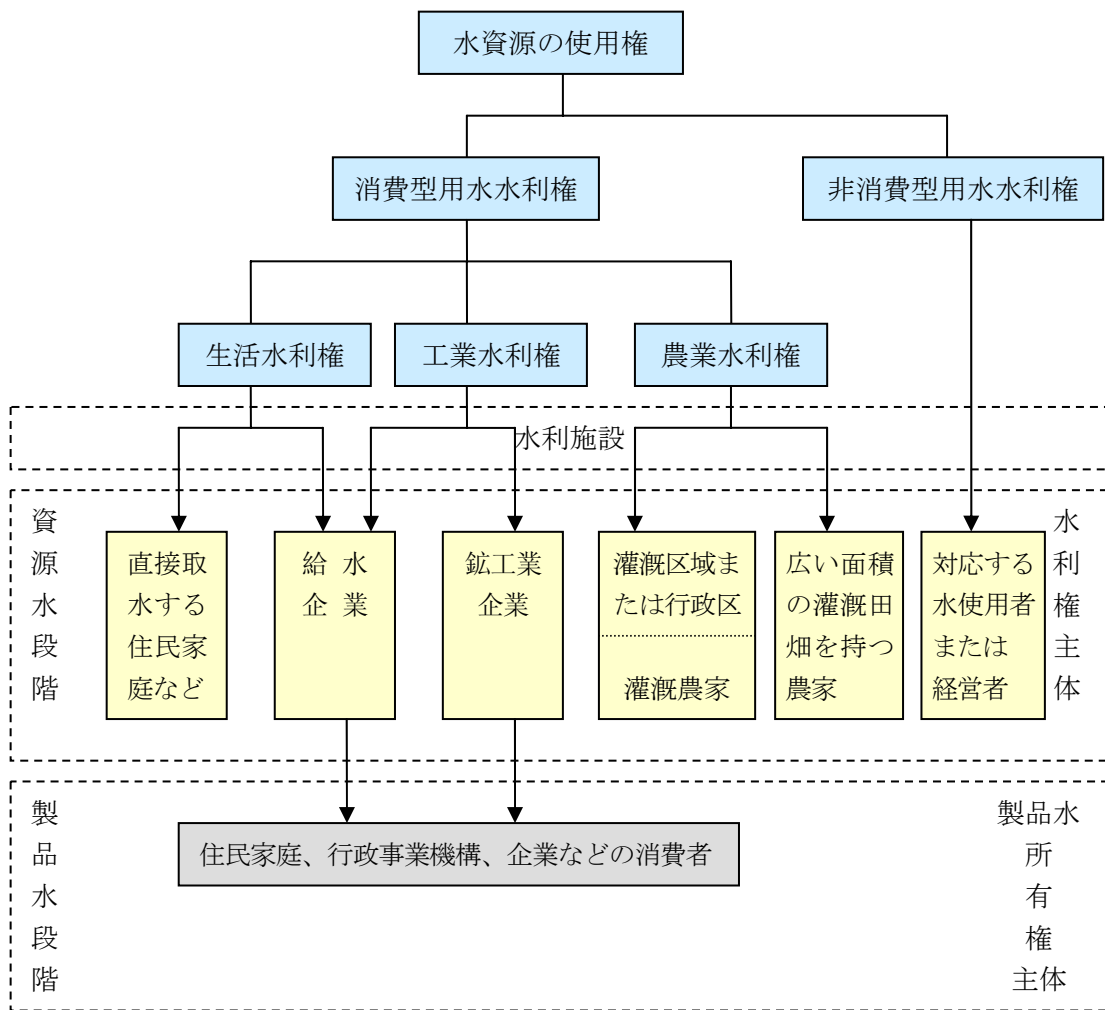 水資源の使用権
消費型用水水利権
非消費型用水水利権
生活水利権
工業水利権
農業水利権
水利施設
資
源
水
段
階
直接取
水する
住民家
庭など
給 水
企 業
鉱工業
企業
灌漑区域ま
たは行政区
灌漑農家
広い面積
の灌漑田
畑を持つ
農家
対応する
水使用者
または
経営者
水
利
権
主
体
製
品
水
段
階
住民家庭、行政事業機構、企業などの消費者
製品水
所
有
権
主体